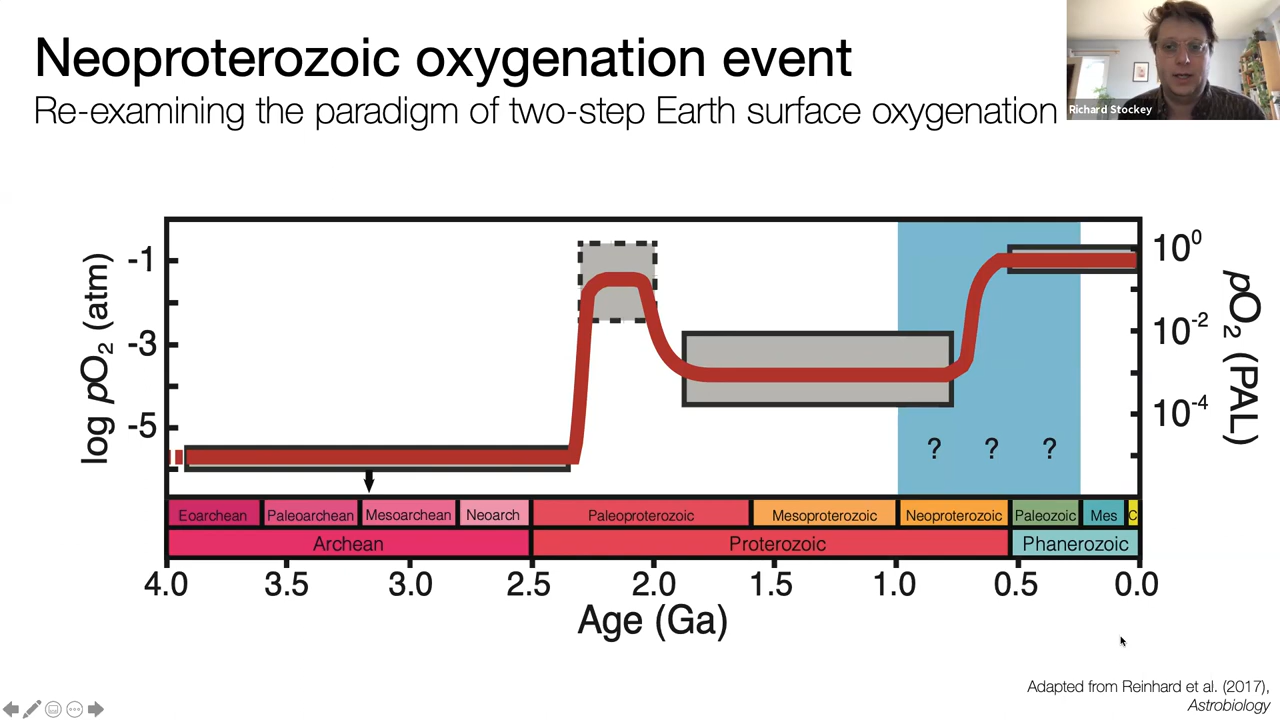 Neoproterozoic oxygenation event
Re-examining the paradigm of two-step Earth surface oxygenation
Richard Stockey
log pO₂ (atm)
-1
-3
-5
10⁰
10⁻²
10⁻⁴
pO₂ (PAL)
? ? ?
Eoarchean Paleoarchean Mesoarchean Neoarch Paleoproterozoic Mesoproterozoic Neoproterozoic Paleozoic Mes C
Archean Proterozoic Phanerozoic
4.0 3.5 3.0 2.5 2.0 1.5 1.0 0.5 0.0
Age (Ga)
Adapted from Reinhard et al. (2017),
Astrobiology